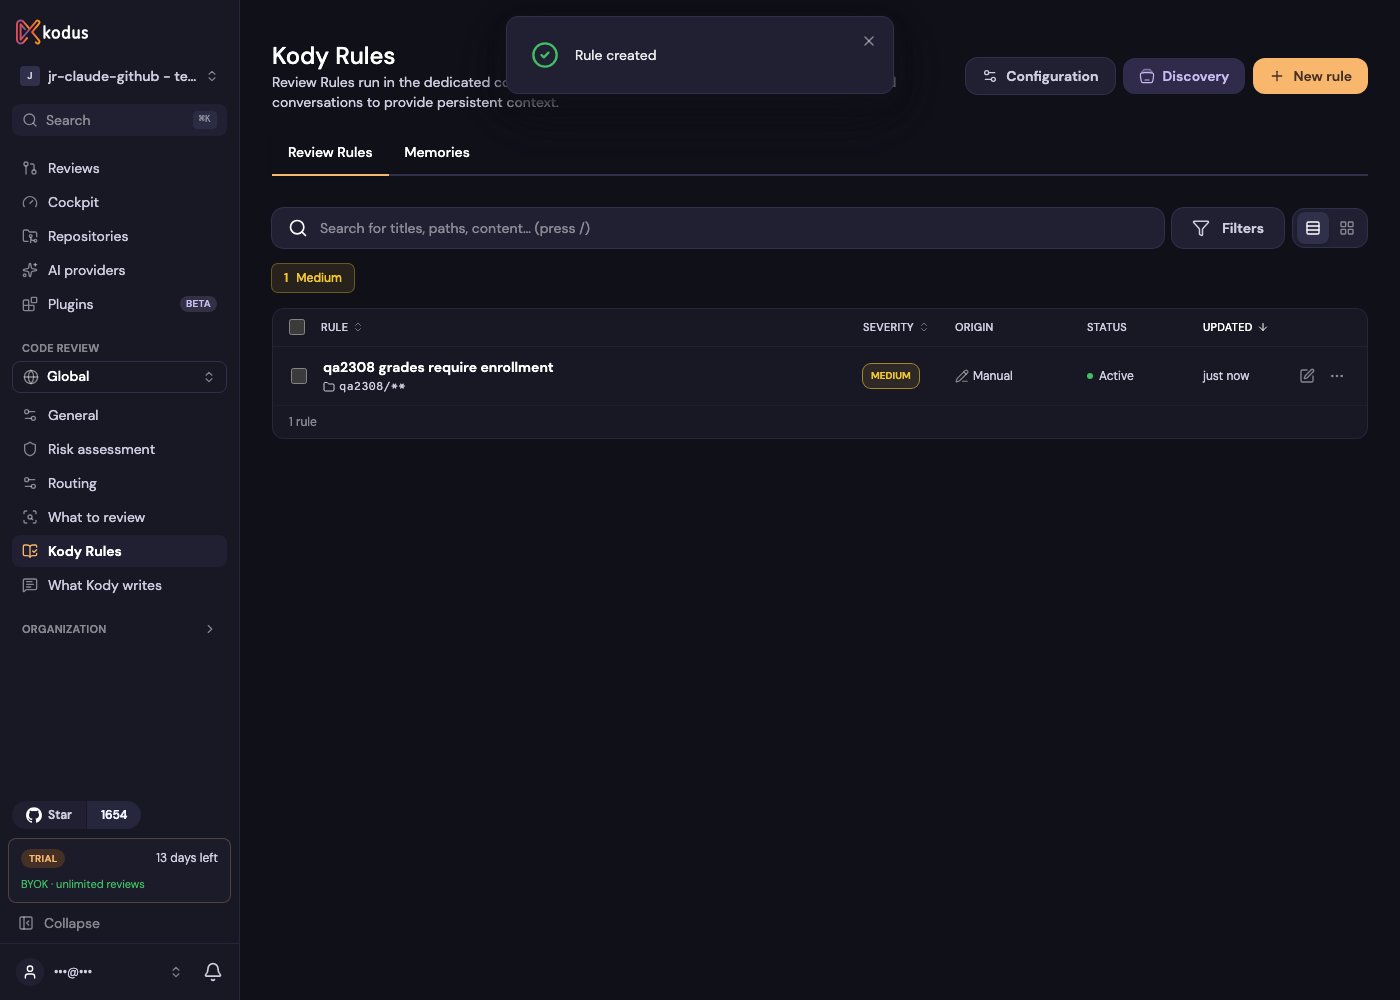 kodus
J jr-claude-github - te...
Search ⌘K
Reviews
Cockpit
Repositories
AI providers
Plugins BETA
CODE REVIEW
Global
General
Risk assessment
Routing
What to review
Kody Rules
What Kody writes
ORGANIZATION
Star 1654
TRIAL 13 days left
BYOK · unlimited reviews
Collapse
•••@•••
Kody Rules
Review Rules run in the dedicated
conversations to provide persistent context.
Rule created
Configuration
Discovery
New rule
Review Rules Memories
Search for titles, paths, content... (press /)
Filters
1 Medium
RULE SEVERITY ORIGIN STATUS UPDATED
qa2308 grades require enrollment MEDIUM Manual Active just now
qa2308/**
1 rule